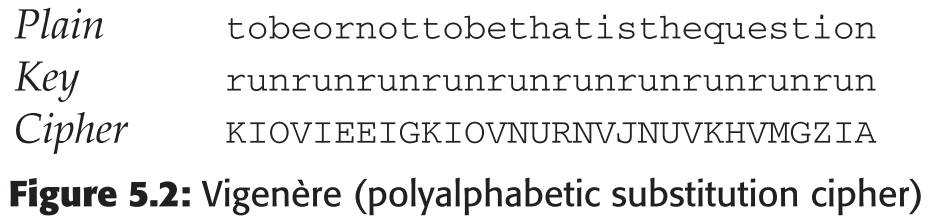 Plain tobeornottobethatisthequestion
Key runrunrunrunrunrunrunrunrunrun
Cipher KIOVIEEIGKIOVNURNVJNUVKHVMGZIA
Figure 5.2: Vigenère (polyalphabetic substitution cipher)